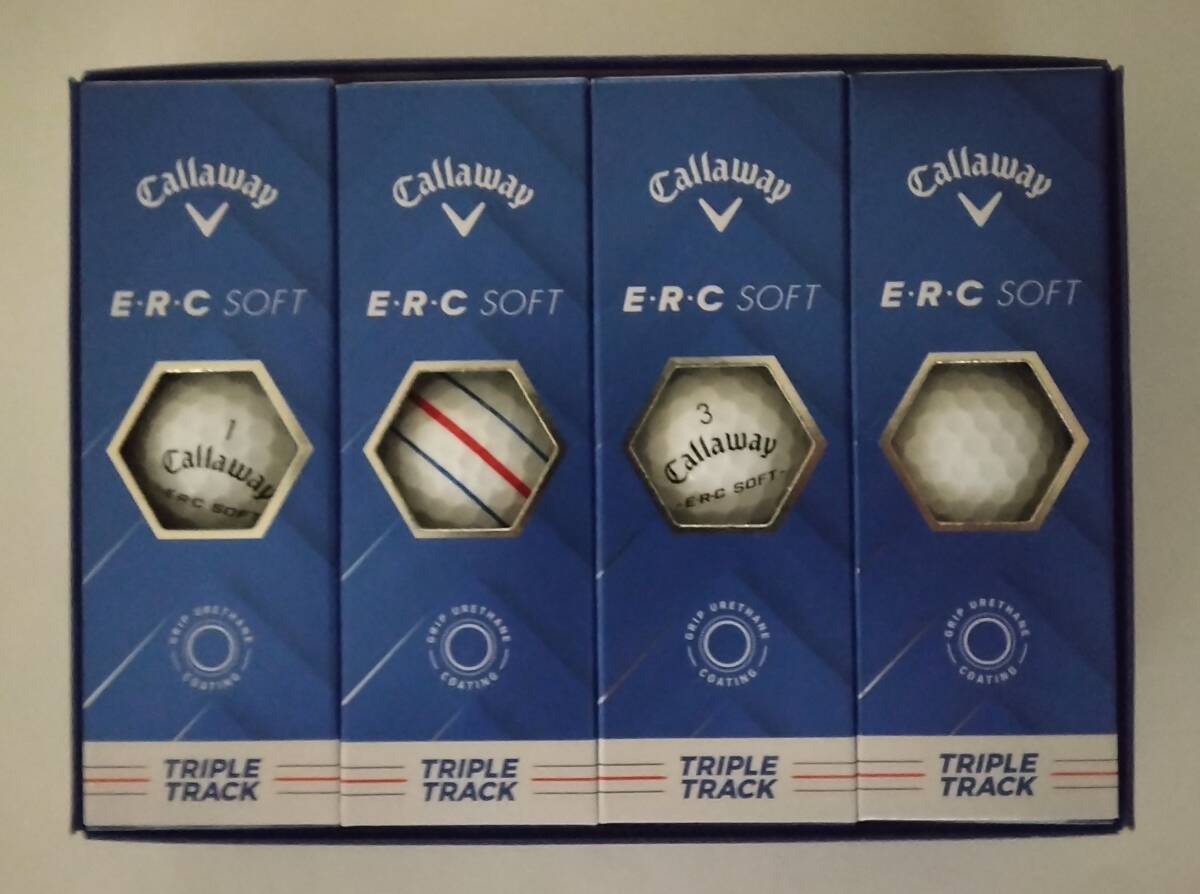 Callaway
E·R·C SOFT
1
Callaway
-E·R·C SOFT-
GRIP URETHANE
COATING
TRIPLE
TRACK
Callaway
E·R·C SOFT
GRIP URETHANE
COATING
TRIPLE
TRACK
Callaway
E·R·C SOFT
3
Callaway
-E·R·C SOFT-
GRIP URETHANE
COATING
TRIPLE
TRACK
Callaway
E·R·C SOFT
GRIP URETHANE
COATING
TRIPLE
TRACK